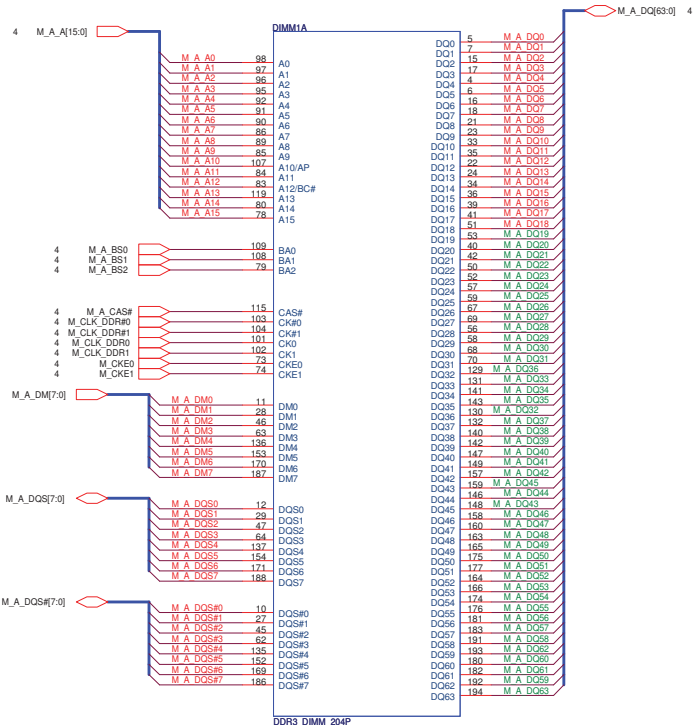 DIMM1A
4 M_A_A[15:0]
M_A_A0 98 A0
M_A_A1 97 A1
M_A_A2 96 A2
M_A_A3 95 A3
M_A_A4 92 A4
M_A_A5 91 A5
M_A_A6 90 A6
M_A_A7 86 A7
M_A_A8 89 A8
M_A_A9 85 A9
M_A_A10 107 A10/AP
M_A_A11 84 A11
M_A_A12 83 A12/BC#
M_A_A13 119 A13
M_A_A14 80 A14
M_A_A15 78 A15
4 M_A_BS0 109 BA0
4 M_A_BS1 108 BA1
4 M_A_BS2 79 BA2
4 M_A_CAS# 115 CAS#
4 M_CLK_DDR#0 103 CK#0
4 M_CLK_DDR#1 104 CK#1
4 M_CLK_DDR0 101 CK0
4 M_CLK_DDR1 102 CK1
4 M_CKE0 73 CKE0
4 M_CKE1 74 CKE1
M_A_DM[7:0]
M_A_DM0 11 DM0
M_A_DM1 28 DM1
M_A_DM2 46 DM2
M_A_DM3 63 DM3
M_A_DM4 136 DM4
M_A_DM5 153 DM5
M_A_DM6 170 DM6
M_A_DM7 187 DM7
M_A_DQS[7:0]
M_A_DQS0 12 DQS0
M_A_DQS1 29 DQS1
M_A_DQS2 47 DQS2
M_A_DQS3 64 DQS3
M_A_DQS4 137 DQS4
M_A_DQS5 154 DQS5
M_A_DQS6 171 DQS6
M_A_DQS7 188 DQS7
M_A_DQS#[7:0]
M_A_DQS#0 10 DQS#0
M_A_DQS#1 27 DQS#1
M_A_DQS#2 45 DQS#2
M_A_DQS#3 62 DQS#3
M_A_DQS#4 135 DQS#4
M_A_DQS#5 152 DQS#5
M_A_DQS#6 169 DQS#6
M_A_DQS#7 186 DQS#7
M_A_DQ[63:0] 4
DQ0 5 M_A_DQ0
DQ1 7 M_A_DQ1
DQ2 15 M_A_DQ2
DQ3 17 M_A_DQ3
DQ4 4 M_A_DQ4
DQ5 6 M_A_DQ5
DQ6 16 M_A_DQ6
DQ7 18 M_A_DQ7
DQ8 21 M_A_DQ8
DQ9 23 M_A_DQ9
DQ10 33 M_A_DQ10
DQ11 35 M_A_DQ11
DQ12 22 M_A_DQ12
DQ13 24 M_A_DQ13
DQ14 34 M_A_DQ14
DQ15 36 M_A_DQ15
DQ16 39 M_A_DQ16
DQ17 41 M_A_DQ17
DQ18 51 M_A_DQ18
DQ19 53 M_A_DQ19
DQ20 40 M_A_DQ20
DQ21 42 M_A_DQ21
DQ22 50 M_A_DQ22
DQ23 52 M_A_DQ23
DQ24 57 M_A_DQ24
DQ25 59 M_A_DQ25
DQ26 67 M_A_DQ26
DQ27 69 M_A_DQ27
DQ28 56 M_A_DQ28
DQ29 58 M_A_DQ29
DQ30 68 M_A_DQ30
DQ31 70 M_A_DQ31
DQ32 129 M_A_DQ36
DQ33 131 M_A_DQ33
DQ34 141 M_A_DQ34
DQ35 143 M_A_DQ35
DQ36 130 M_A_DQ32
DQ37 132 M_A_DQ37
DQ38 140 M_A_DQ38
DQ39 142 M_A_DQ39
DQ40 147 M_A_DQ40
DQ41 149 M_A_DQ41
DQ42 157 M_A_DQ42
DQ43 159 M_A_DQ45
DQ44 146 M_A_DQ44
DQ45 148 M_A_DQ43
DQ46 158 M_A_DQ46
DQ47 160 M_A_DQ47
DQ48 163 M_A_DQ48
DQ49 165 M_A_DQ49
DQ50 175 M_A_DQ50
DQ51 177 M_A_DQ51
DQ52 164 M_A_DQ52
DQ53 166 M_A_DQ53
DQ54 174 M_A_DQ54
DQ55 176 M_A_DQ55
DQ56 181 M_A_DQ56
DQ57 183 M_A_DQ57
DQ58 191 M_A_DQ58
DQ59 193 M_A_DQ62
DQ60 180 M_A_DQ60
DQ61 182 M_A_DQ61
DQ62 192 M_A_DQ59
DQ63 194 M_A_DQ63
DDR3_DIMM_204P